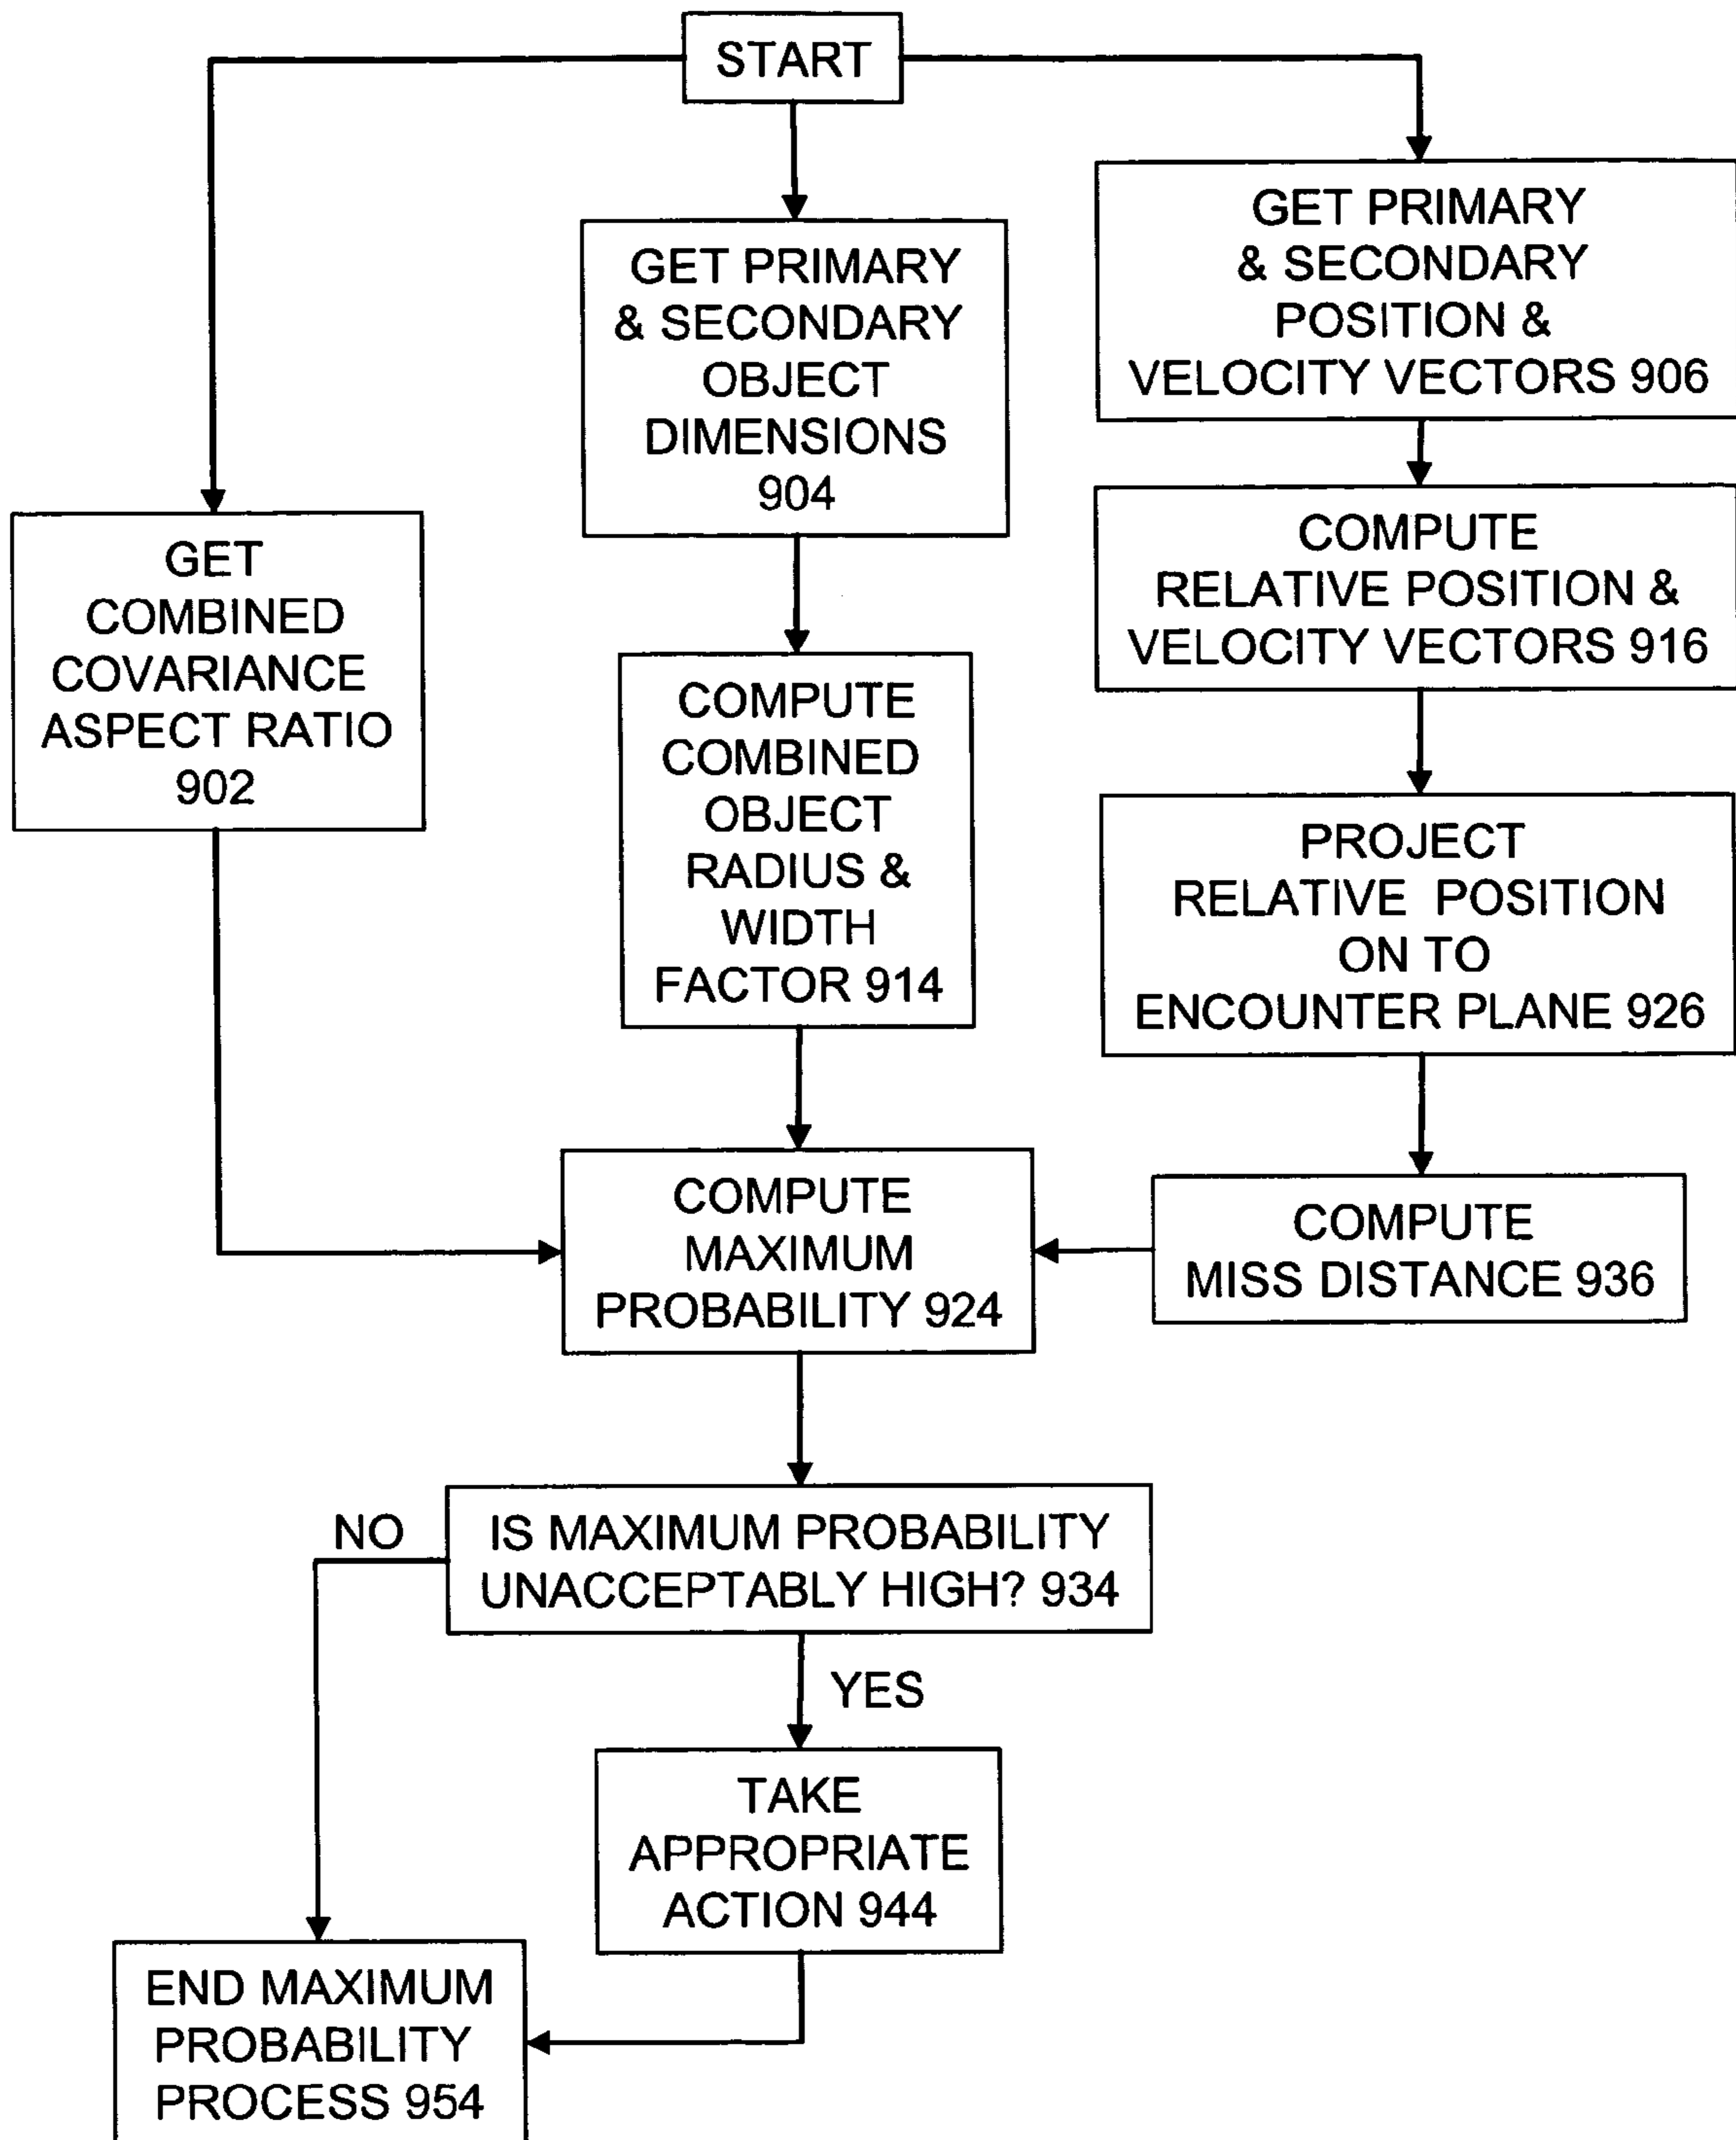 START
GET PRIMARY
& SECONDARY
OBJECT
DIMENSIONS
904
GET PRIMARY
& SECONDARY
POSITION &
VELOCITY VECTORS 906
GET
COMBINED
COVARIANCE
ASPECT RATIO
902
COMPUTE
RELATIVE POSITION &
VELOCITY VECTORS 916
COMPUTE
COMBINED
OBJECT
RADIUS &
WIDTH
FACTOR 914
PROJECT
RELATIVE POSITION
ON TO
ENCOUNTER PLANE 926
COMPUTE
MAXIMUM
PROBABILITY 924
COMPUTE
MISS DISTANCE 936
NO
IS MAXIMUM PROBABILITY
UNACCEPTABLY HIGH? 934
YES
TAKE
APPROPRIATE
ACTION 944
END MAXIMUM
PROBABILITY
PROCESS 954